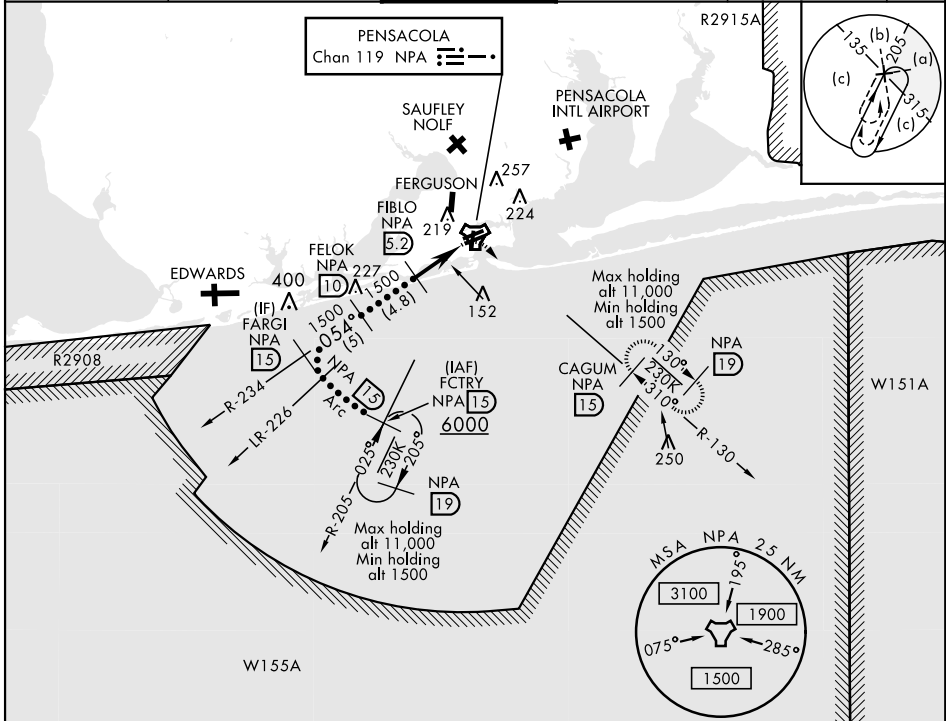 R2915A
135
(b)
205
(a)
(c)
315
(c)
PENSACOLA
Chan 119 NPA
SAUFLEY
NOLF
PENSACOLA
INTL AIRPORT
FERGUSON
257
224
219
FIBLO
NPA
5.2
FELOK
NPA
10
227
1500
(4.8)
152
EDWARDS
400
(IF)
FARGI
NPA
15
1500
054°
(5)
R2908
R-234
LR-226
NPA
15
Arc
(IAF)
FCTRY
NPA 15
6000
025°
230K
205°
R-205
NPA
19
Max holding
alt 11,000
Min holding
alt 1500
Max holding
alt 11,000
Min holding
alt 1500
CAGUM
NPA
15
130°
230K
310°
NPA
19
R-130
250
W151A
W155A
MSA NPA 25 NM
195°
3100
1900
075°
285°
1500